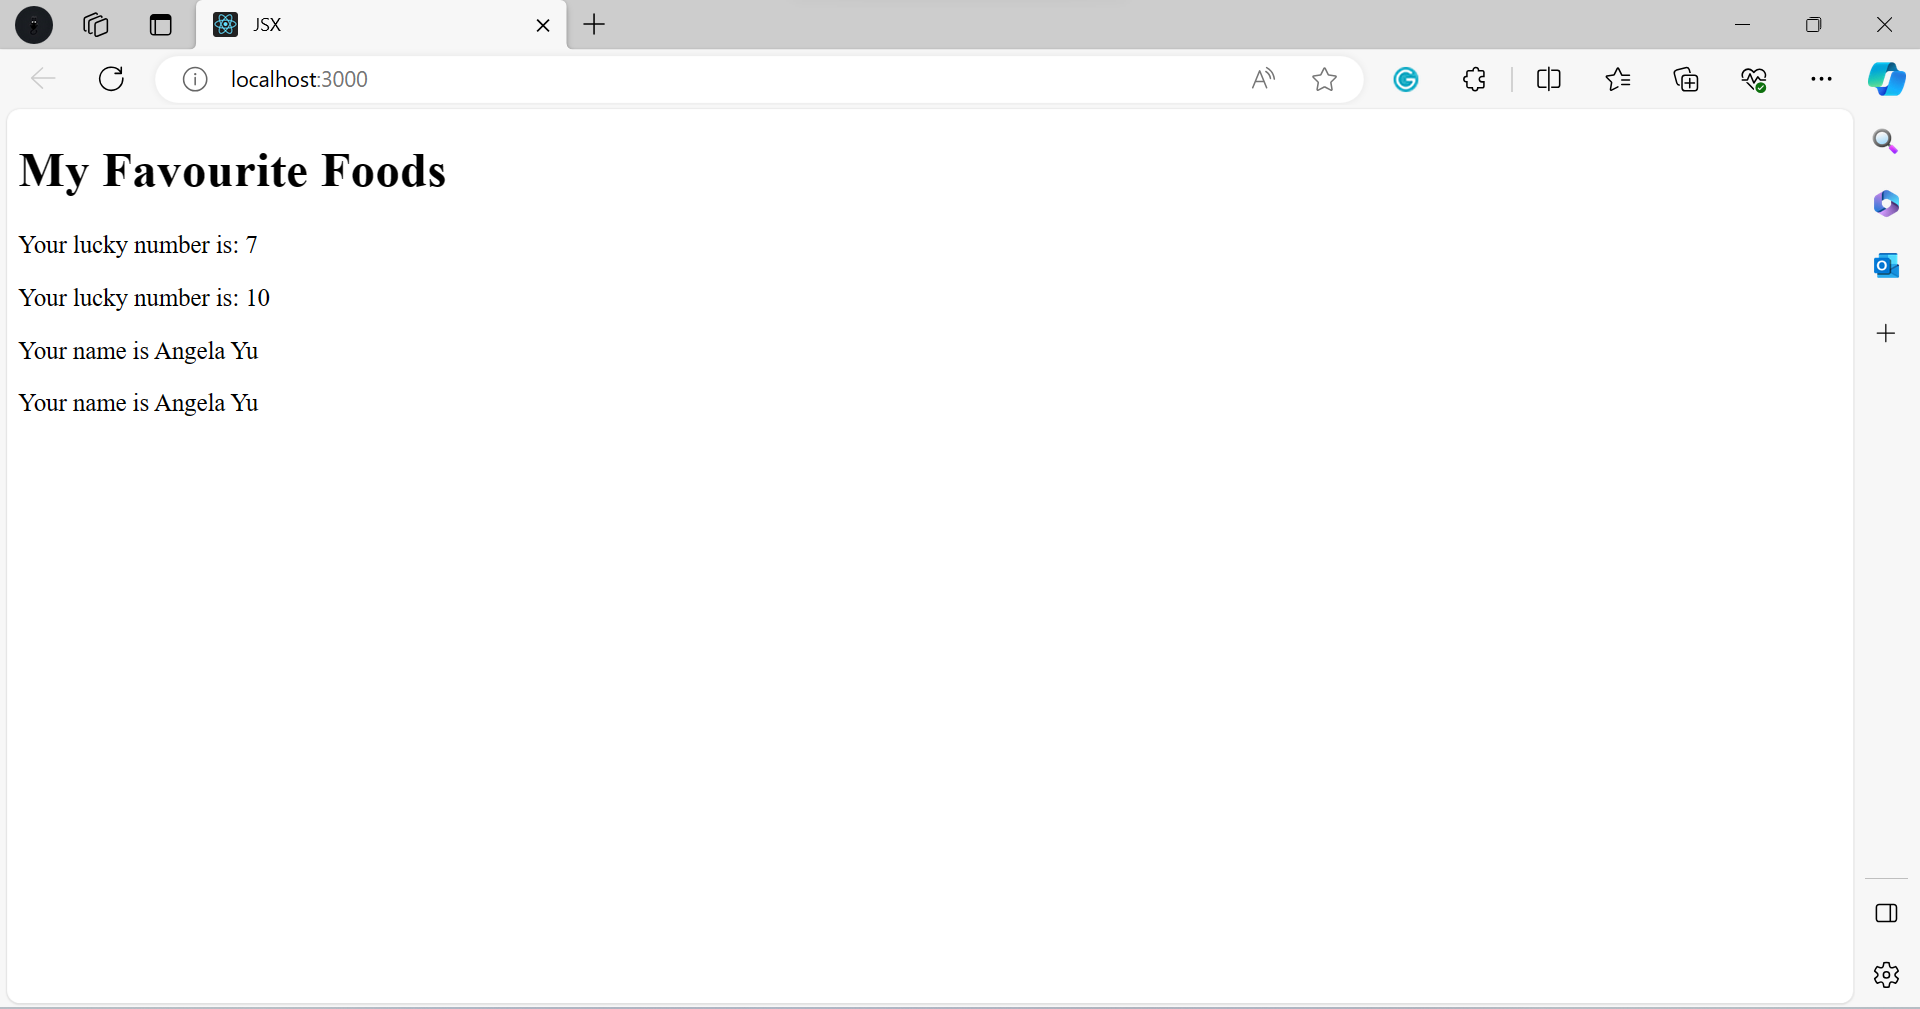 JSX
localhost:3000
My Favourite Foods
Your lucky number is: 7
Your lucky number is: 10
Your name is Angela Yu
Your name is Angela Yu